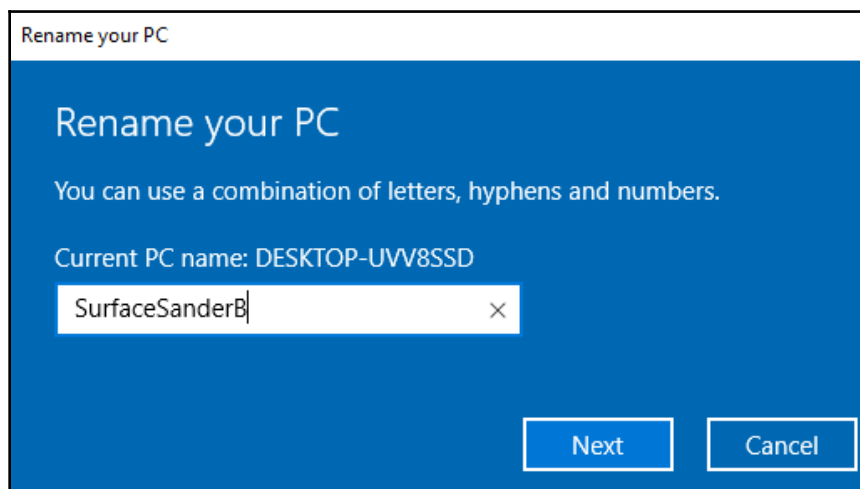 Rename your PC
Rename your PC
You can use a combination of letters, hyphens and numbers.
Current PC name: DESKTOP-UVV8SSD
SurfaceSanderB
Next Cancel